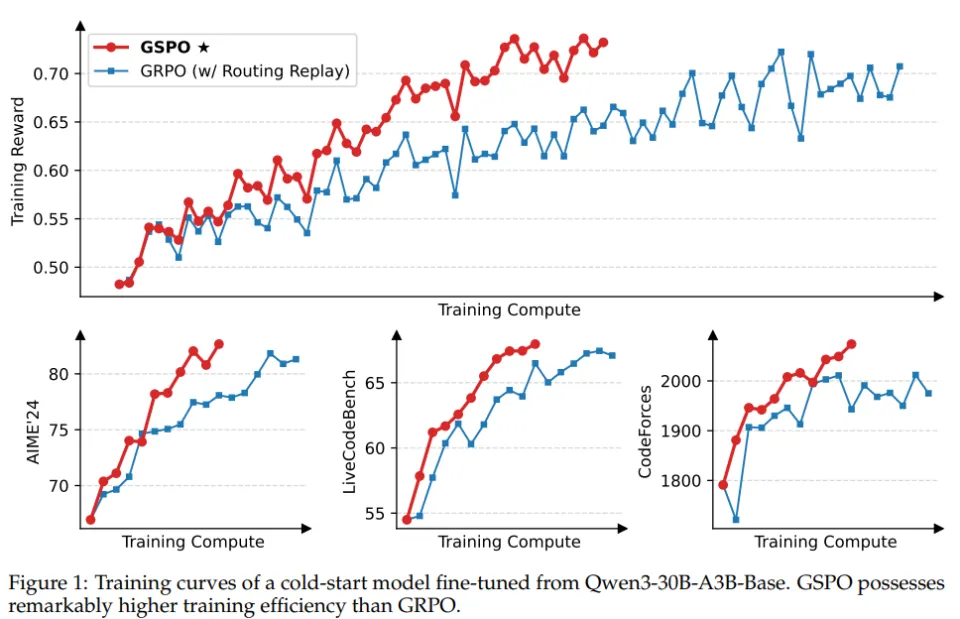 GSPO ★
GRPO (w/ Routing Replay)
Training Reward
0.70
0.65
0.60
0.55
0.50
Training Compute
AIME'24
80
75
70
Training Compute
LiveCodeBench
65
60
55
Training Compute
CodeForces
2000
1900
1800
Training Compute
Figure 1: Training curves of a cold-start model fine-tuned from Qwen3-30B-A3B-Base. GSPO possesses
remarkably higher training efficiency than GRPO.